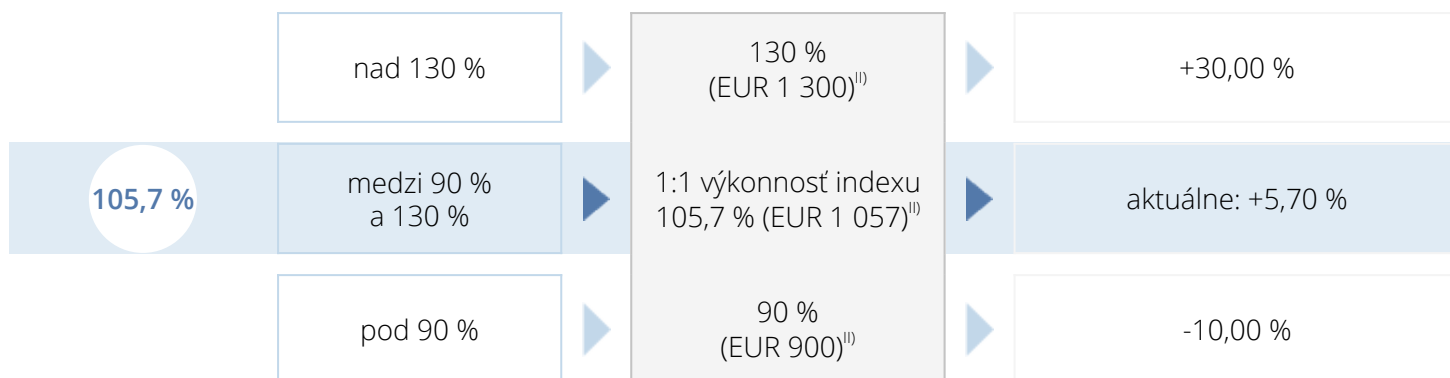 nad 130 %
130 %
(EUR 1 300)II)
+30,00 %
105,7 %
medzi 90 %
a 130 %
1:1 výkonnosť indexu
105,7 % (EUR 1 057)II)
aktuálne: +5,70 %
pod 90 %
90 %
(EUR 900)II)
-10,00 %